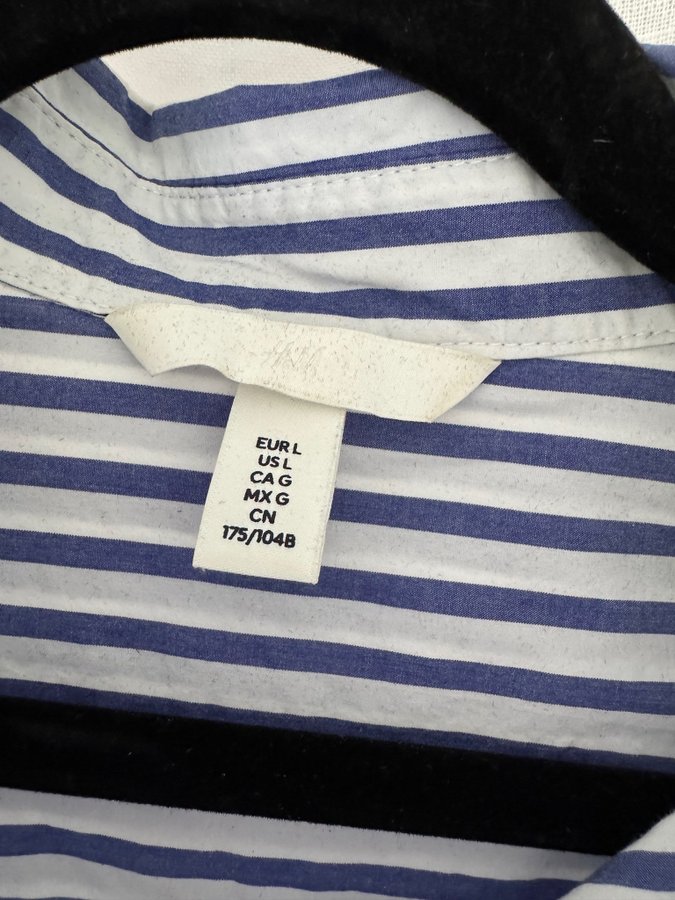 H&M
EUR L
US L
CA G
MX G
CN
175/104B